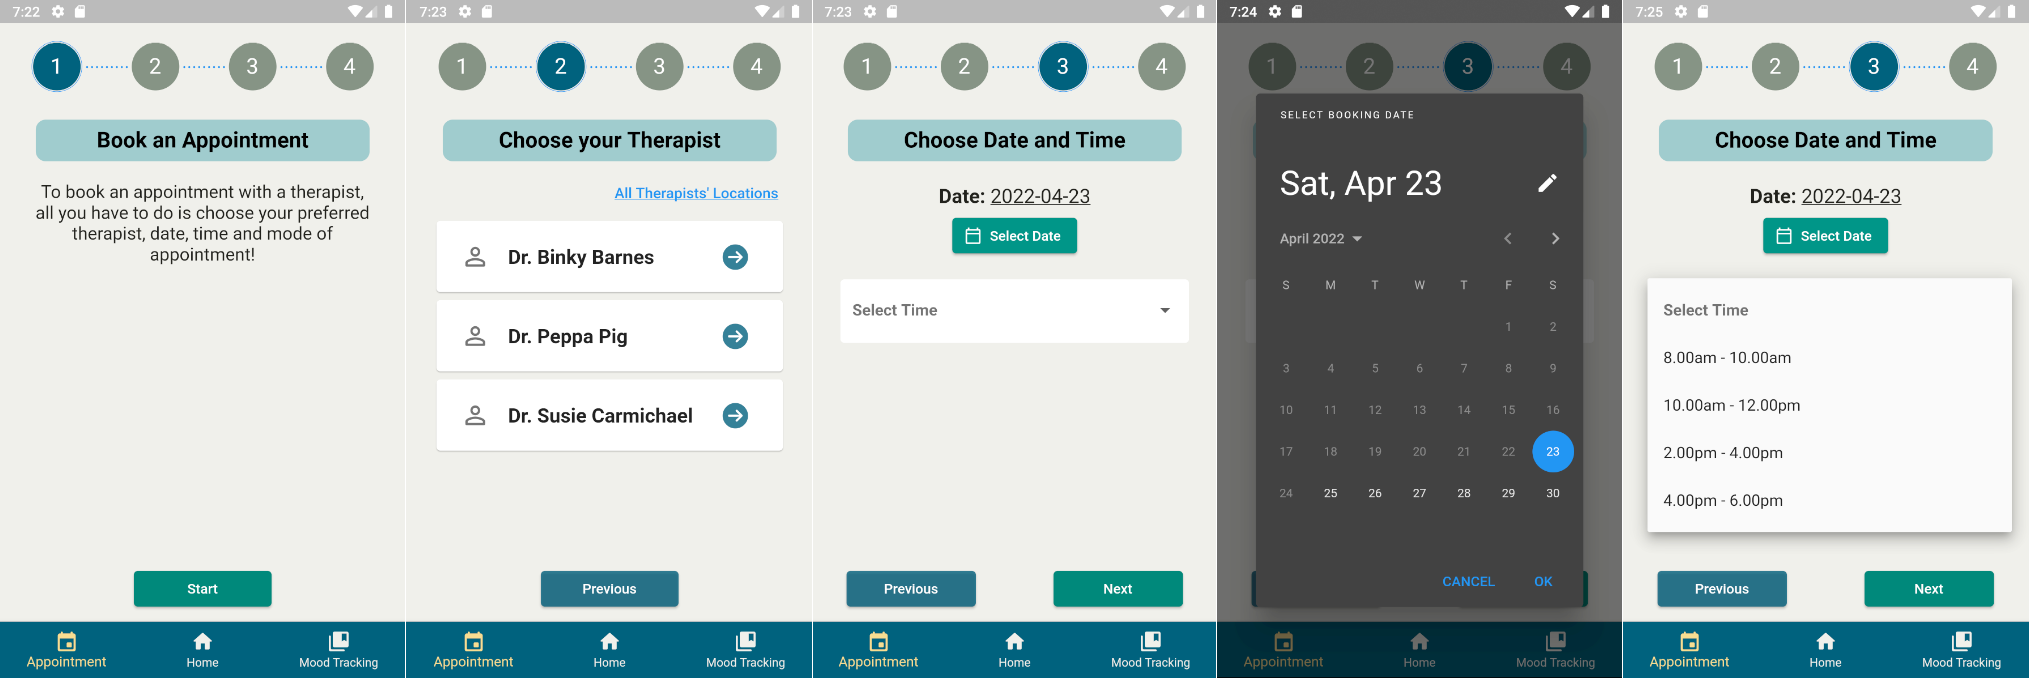 7:22
1 2 3 4
Book an Appointment
To book an appointment with a therapist,
all you have to do is choose your preferred
therapist, date, time and mode of
appointment!
Start
Appointment Home Mood Tracking
7:23
1 2 3 4
Choose your Therapist
All Therapists' Locations
Dr. Binky Barnes
Dr. Peppa Pig
Dr. Susie Carmichael
Previous
Appointment Home Mood Tracking
7:23
1 2 3 4
Choose Date and Time
Date: 2022-04-23
Select Date
Select Time
Previous Next
Appointment Home Mood Tracking
7:24
1 2 3 4
SELECT BOOKING DATE
Sat, Apr 23
April 2022
S M T W T F S
1 2
3 4 5 6 7 8 9
10 11 12 13 14 15 16
17 18 19 20 21 22 23
24 25 26 27 28 29 30
CANCEL OK
Appointment Home Mood Tracking
7:25
1 2 3 4
Choose Date and Time
Date: 2022-04-23
Select Date
Select Time
8.00am - 10.00am
10.00am - 12.00pm
2.00pm - 4.00pm
4.00pm - 6.00pm
Previous Next
Appointment Home Mood Tracking